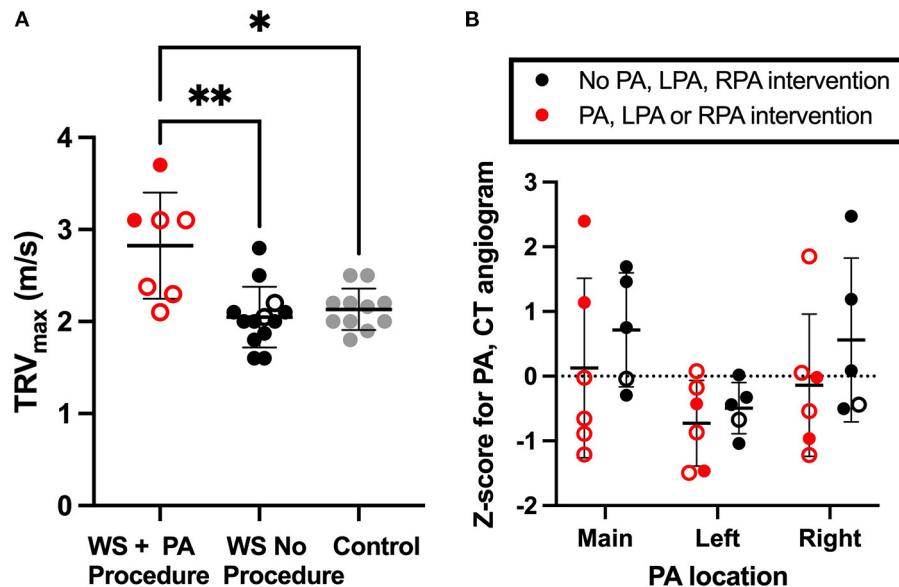 A
*
**
4
3
2
1
0
TRVmax (m/s)
WS + PA
Procedure
WS No
Procedure
Control
B
No PA, LPA, RPA intervention
PA, LPA or RPA intervention
3
2
1
0
-1
-2
Z-score for PA, CT angiogram
Main
Left
Right
PA location